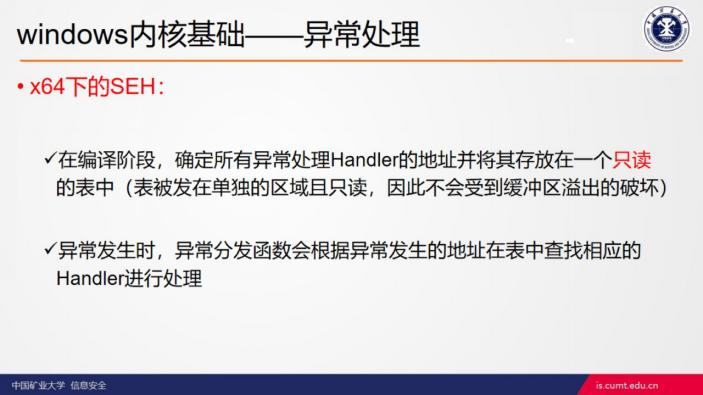 windows内核基础——异常处理
• x64下的SEH：
✓在编译阶段，确定所有异常处理Handler的地址并将其存放在一个只读
的表中（表被发在单独的区域且只读，因此不会受到缓冲区溢出的破坏）
✓异常发生时，异常分发函数会根据异常发生的地址在表中查找相应的
Handler进行处理
中国矿业大学 信息安全
is.cumt.edu.cn